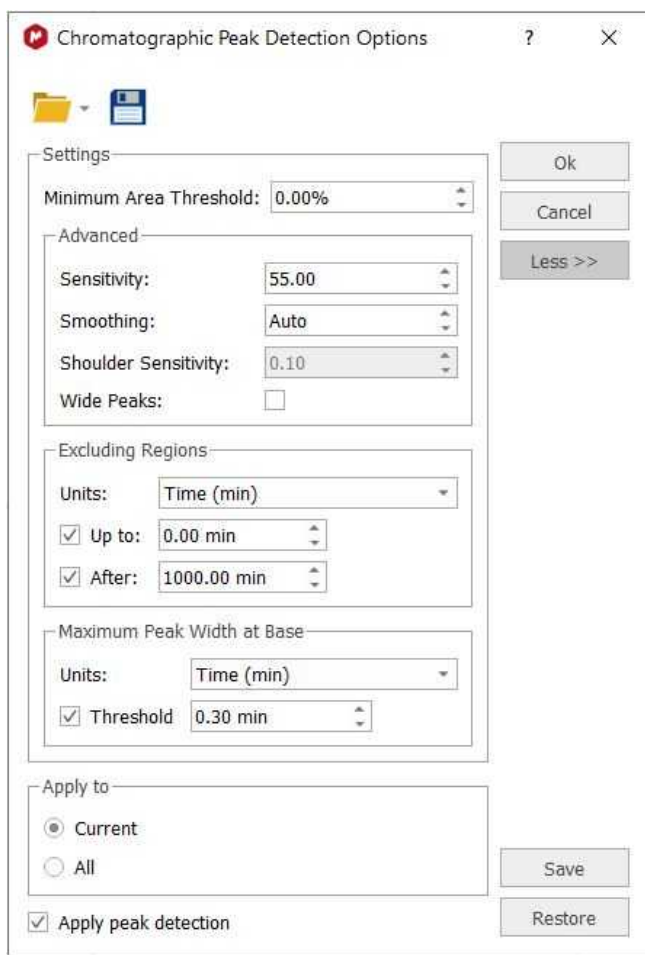 Chromatographic Peak Detection Options ?
Settings
Ok
Minimum Area Threshold: 0.00%
Cancel
Advanced
Less >>
Sensitivity: 55.00
Smoothing: Auto
Shoulder Sensitivity: 0.10
Wide Peaks:
Excluding Regions
Units: Time (min)
Up to: 0.00 min
After: 1000.00 min
Maximum Peak Width at Base
Units: Time (min)
Threshold 0.30 min
Apply to
Current
All
Save
Apply peak detection
Restore